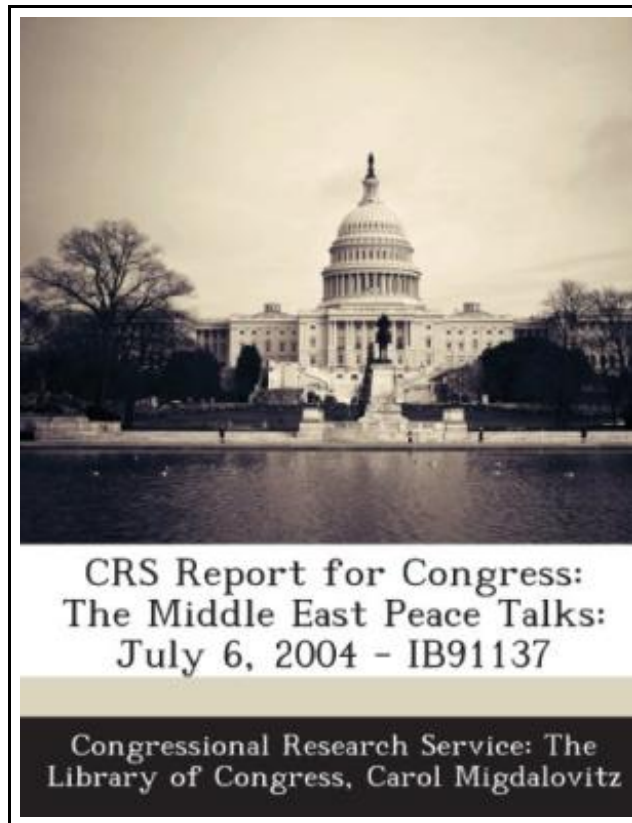 CRS Report for Congress:
The Middle East Peace Talks:
July 6, 2004 - IB91137
Congressional Research Service: The
Library of Congress, Carol Migdalovitz